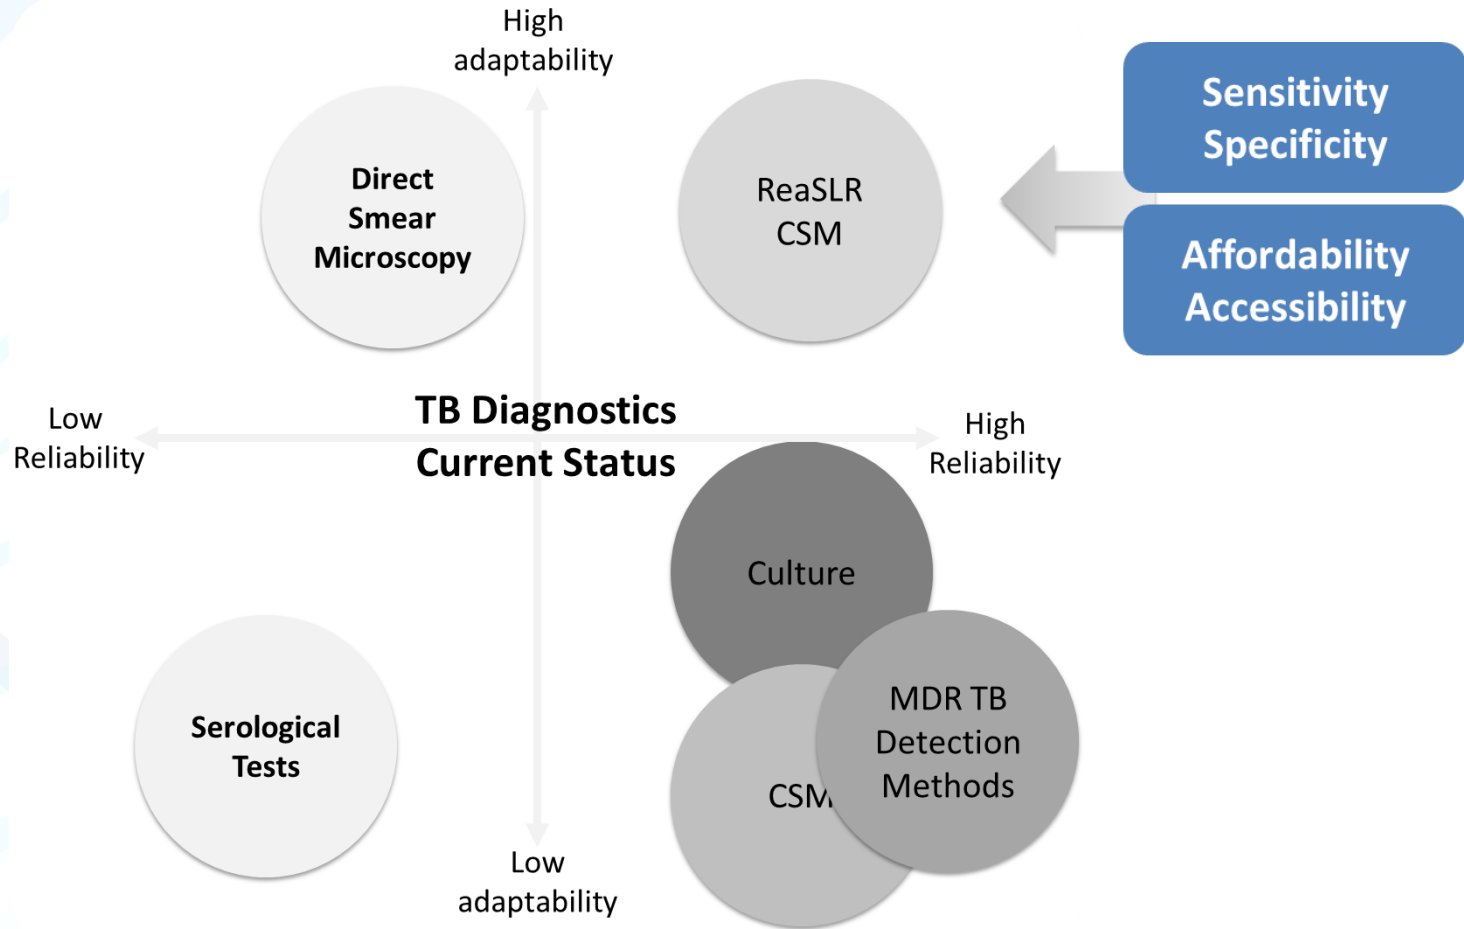 High
adaptability
Sensitivity
Specificity
Direct
Smear
Microscopy
ReaSLR
CSM
Affordability
Accessibility
Low
Reliability
TB Diagnostics
Current Status
High
Reliability
Culture
Serological
Tests
MDR TB
Detection
Methods
CSM
Low
adaptability